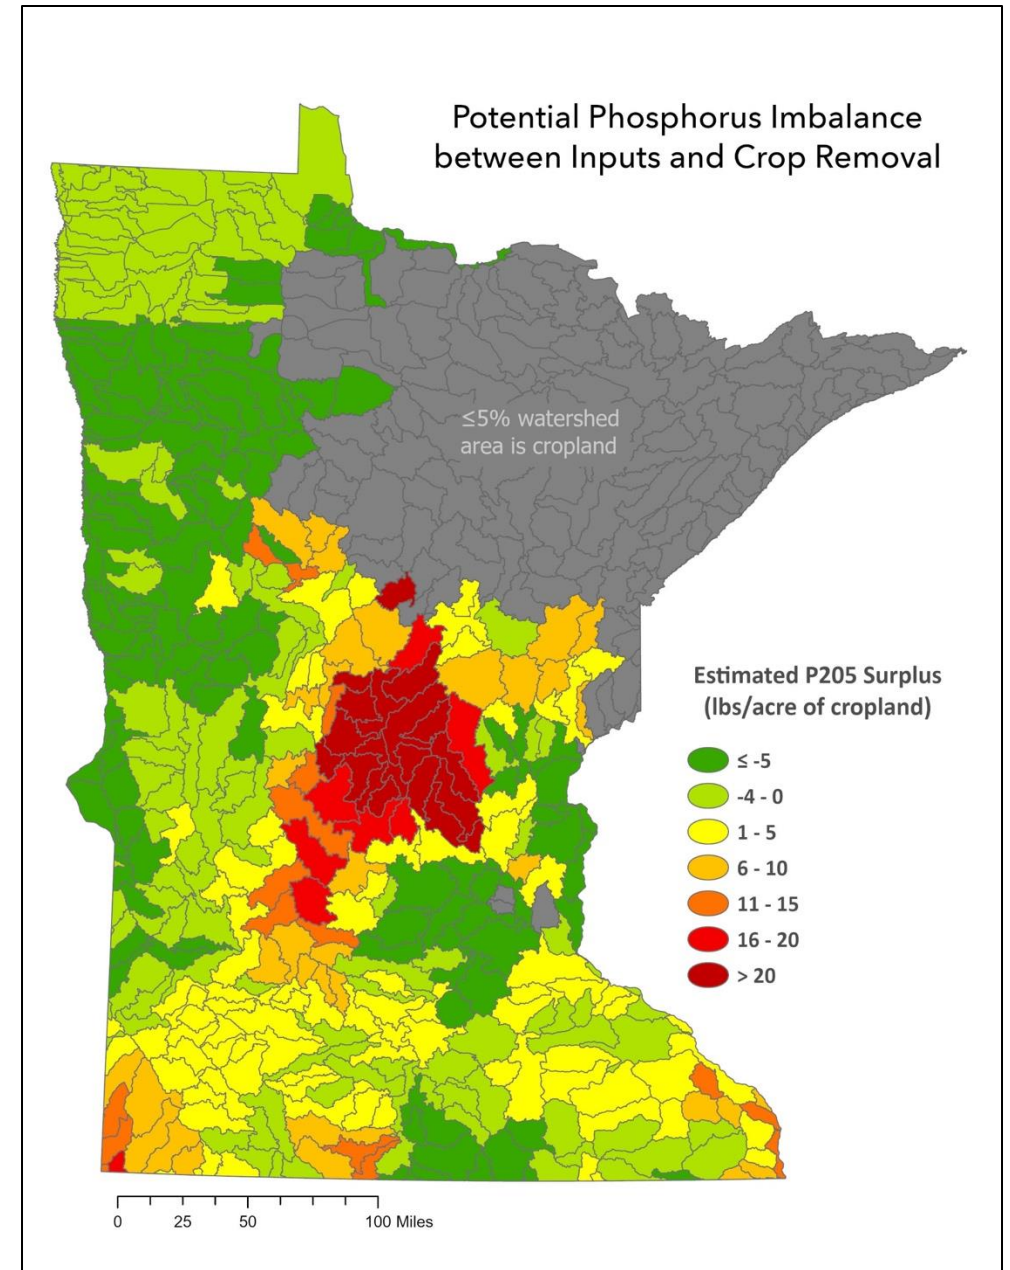 Potential Phosphorus Imbalance
between Inputs and Crop Removal
≤5% watershed
area is cropland
Estimated P205 Surplus
(lbs/acre of cropland)
≤ -5
-4 - 0
1 - 5
6 - 10
11 - 15
16 - 20
> 20
0 25 50 100 Miles